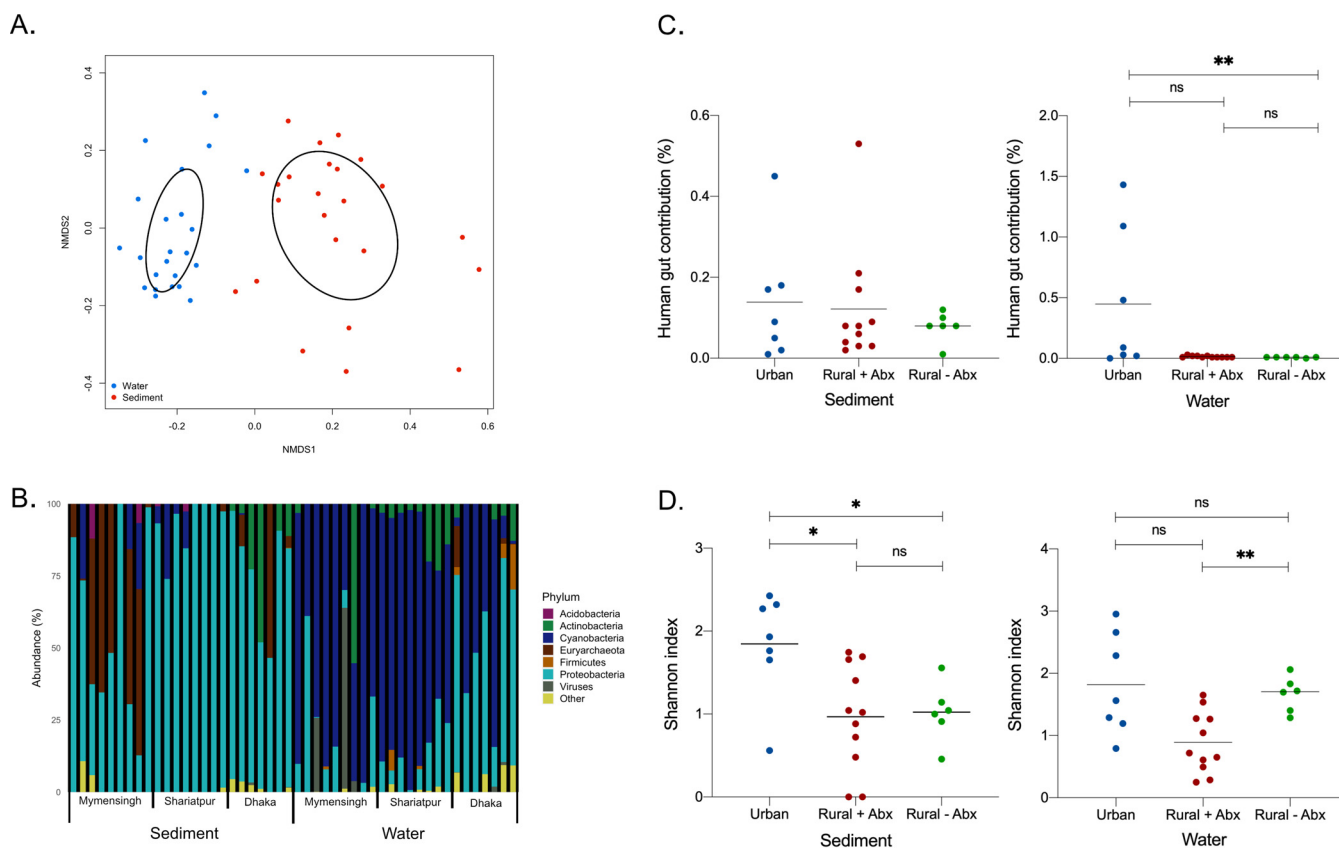 A.
0.4
0.2
0.0
-0.2
-0.4
NMDS2
Water
Sediment
-0.2 0.0 0.2 0.4 0.6
NMDS1
B.
100
75
50
25
0
Abundance (%)
Mymensingh Shariatpur Dhaka Mymensingh Shariatpur Dhaka
Sediment Water
Phylum
Acidobacteria
Actinobacteria
Cyanobacteria
Euryarchaeota
Firmicutes
Proteobacteria
Viruses
Other
C.
0.6
0.4
0.2
0.0
Human gut contribution (%)
Urban Rural + Abx Rural - Abx
Sediment
**
ns
ns
2.0
1.5
1.0
0.5
0.0
Human gut contribution (%)
Urban Rural + Abx Rural - Abx
Water
D.
*
*
ns
3
2
1
0
Shannon index
Urban Rural + Abx Rural - Abx
Sediment
ns
ns
**
4
3
2
1
0
Shannon index
Urban Rural + Abx Rural - Abx
Water